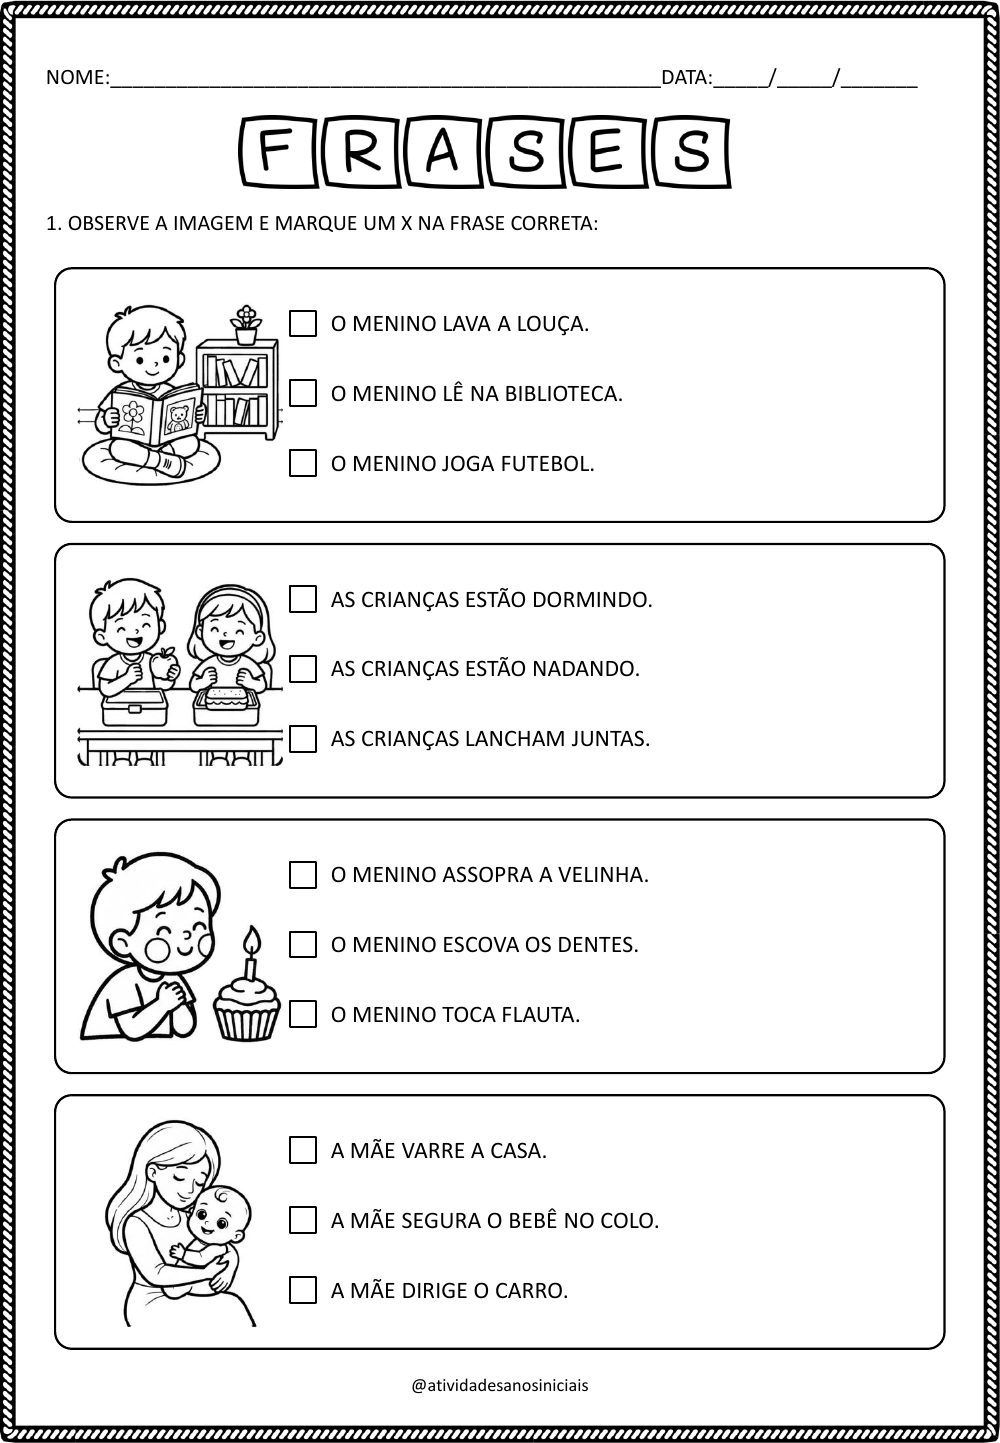 NOME:__________________________________________________DATA:_____/_____/_______
FRASES
1. OBSERVE A IMAGEM E MARQUE UM X NA FRASE CORRETA:
O MENINO LAVA A LOUÇA.
O MENINO LÊ NA BIBLIOTECA.
O MENINO JOGA FUTEBOL.
AS CRIANÇAS ESTÃO DORMINDO.
AS CRIANÇAS ESTÃO NADANDO.
AS CRIANÇAS LANCHAM JUNTAS.
O MENINO ASSOPRA A VELINHA.
O MENINO ESCOVA OS DENTES.
O MENINO TOCA FLAUTA.
A MÃE VARRE A CASA.
A MÃE SEGURA O BEBÊ NO COLO.
A MÃE DIRIGE O CARRO.
@atividadesanosiniciais